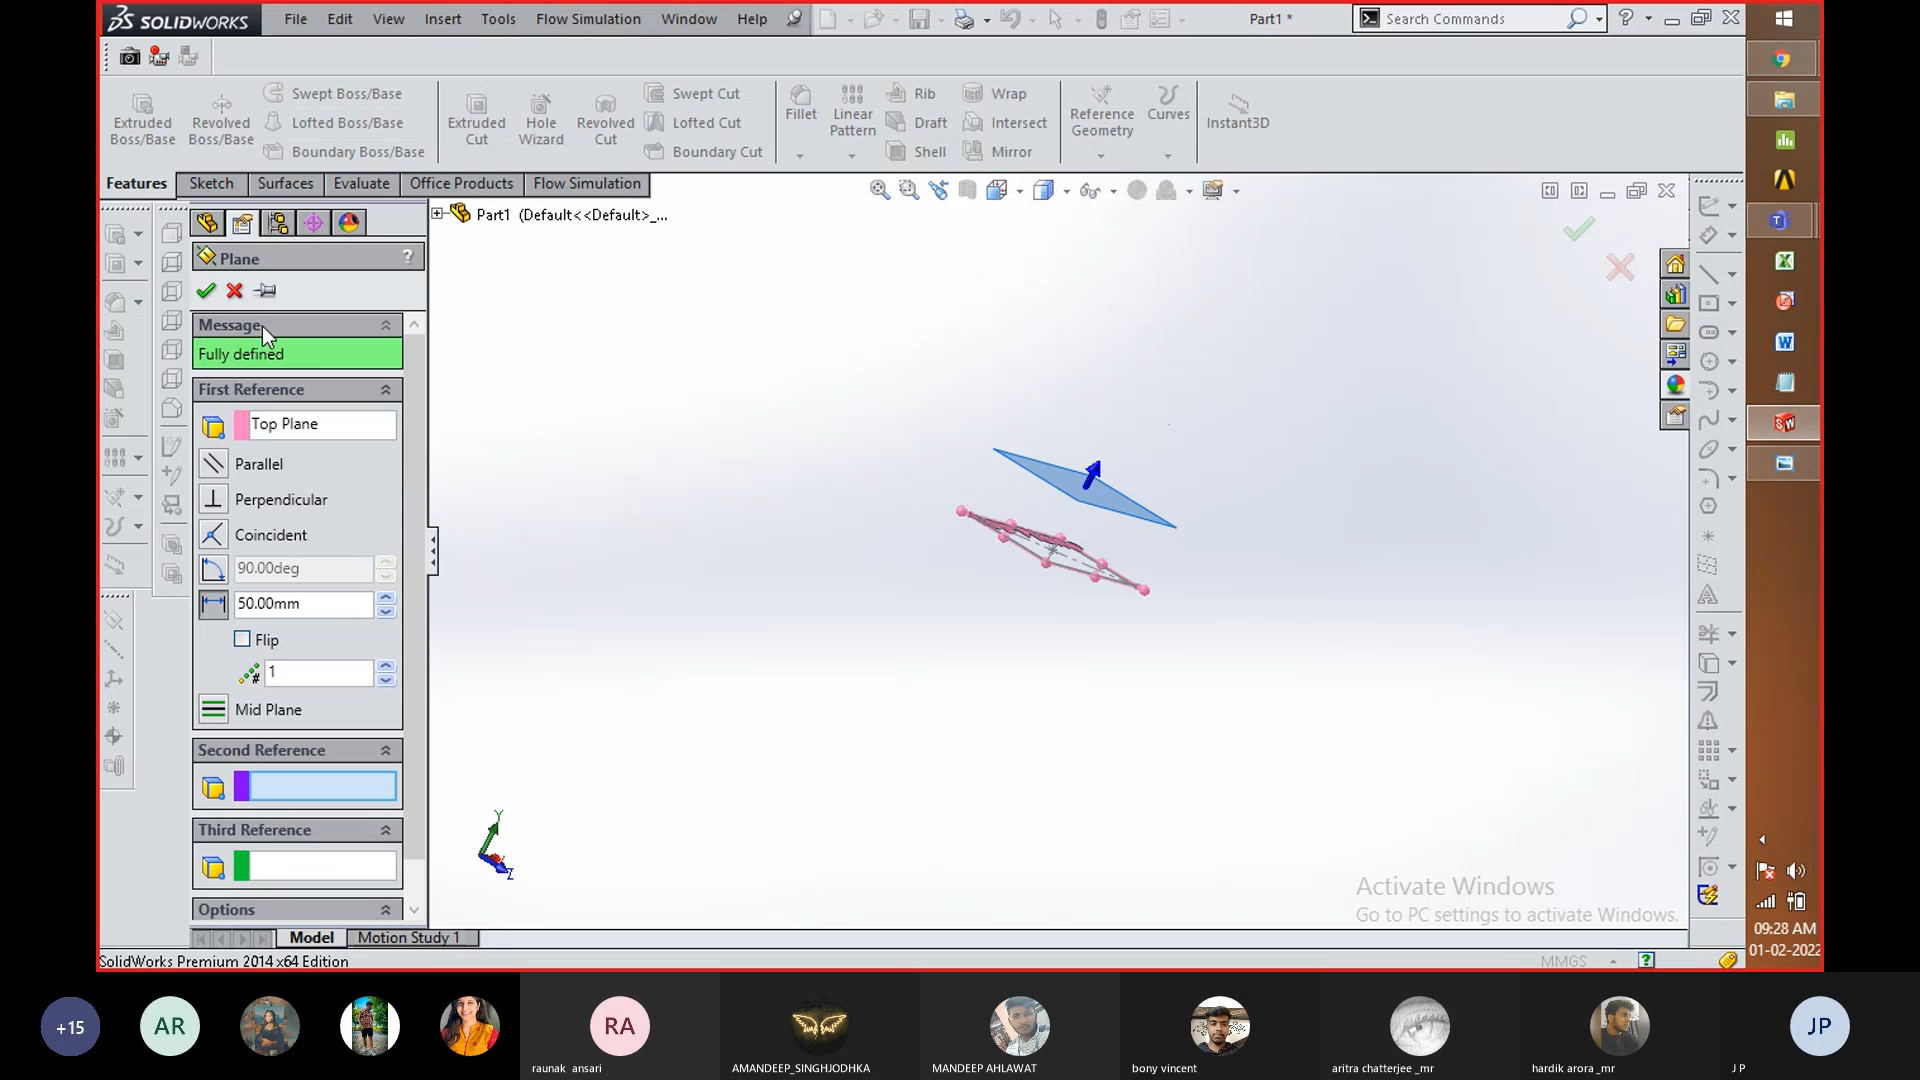 SOLIDWORKS
File Edit View Insert Tools Flow Simulation Window Help
Part1 *
Search Commands
Extruded Boss/Base
Revolved Boss/Base
Swept Boss/Base
Lofted Boss/Base
Boundary Boss/Base
Extruded Cut
Hole Wizard
Revolved Cut
Swept Cut
Lofted Cut
Boundary Cut
Fillet
Linear Pattern
Rib
Draft
Shell
Wrap
Intersect
Mirror
Reference Geometry
Curves
Instant3D
Features Sketch Surfaces Evaluate Office Products Flow Simulation
Part1 (Default<<Default>_...
Plane ?
Message
Fully defined
First Reference
Top Plane
Parallel
Perpendicular
Coincident
90.00deg
50.00mm
Flip
1
Mid Plane
Second Reference
Third Reference
Options
Y
Z
Activate Windows
Go to PC settings to activate Windows.
Model Motion Study 1
SolidWorks Premium 2014 x64 Edition
MMGS
09:28 AM
01-02-2022
+15
AR
RA
JP
raunak ansari
AMANDEEP_SINGHJODHKA
MANDEEP AHLAWAT
bony vincent
aritra chatterjee _mr
hardik arora _mr
J P